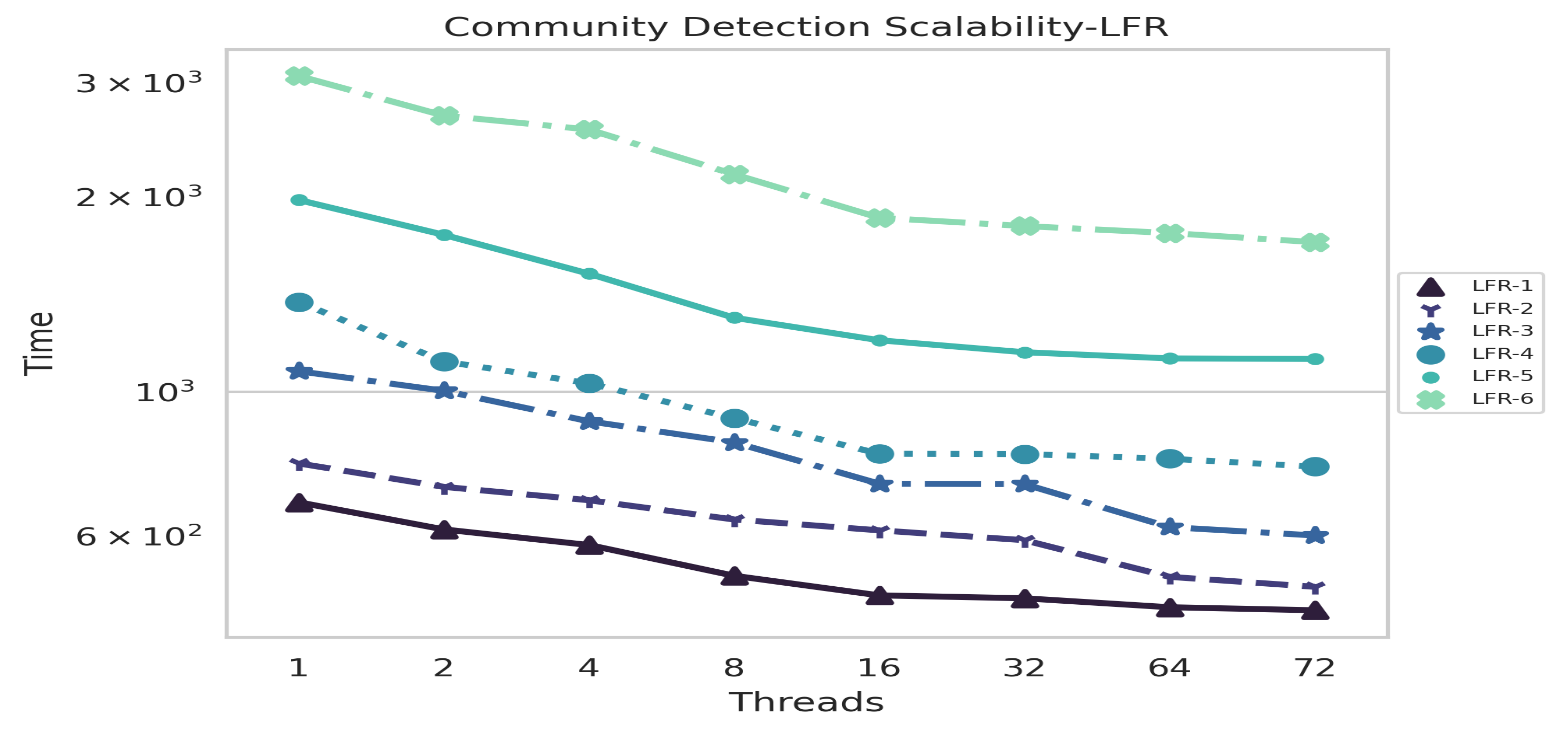 Community Detection Scalability-LFR
3 × 10³
2 × 10³
10³
6 × 10²
Time
1 2 4 8 16 32 64 72
Threads
LFR-1
LFR-2
LFR-3
LFR-4
LFR-5
LFR-6